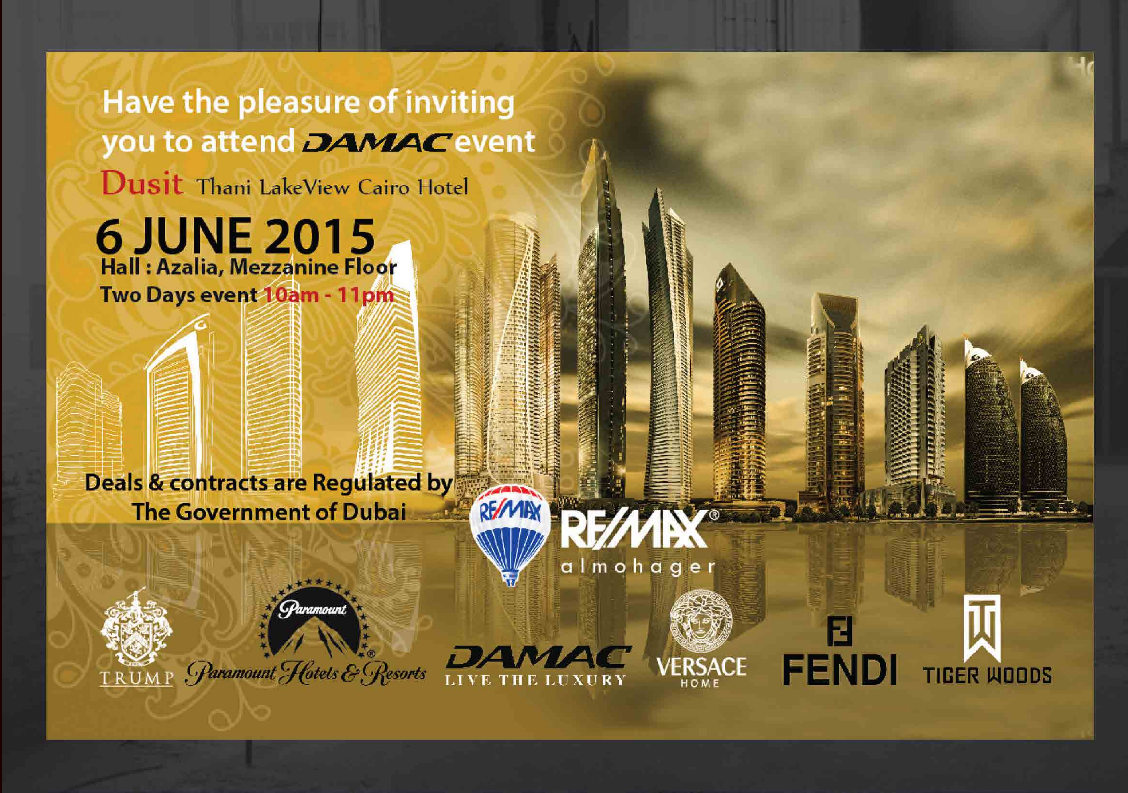 Have the pleasure of inviting
you to attend DAMAC event
Dusit Thani LakeView Cairo Hotel
6 JUNE 2015
Hall : Azalia, Mezzanine Floor
Two Days event 10am - 11pm
Deals & contracts are Regulated by
The Government of Dubai
RE/MAX
RE/MAX®
almohager
TRUMP
Paramount
®
Paramount Hotels & Resorts
DAMAC
LIVE THE LUXURY
VERSACE
HOME
FENDI
TIGER WOODS